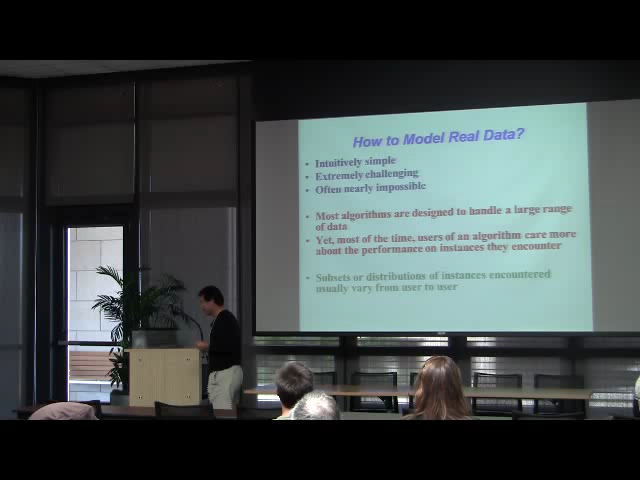 How to Model Real Data?
• Intuitively simple
• Extremely challenging
• Often nearly impossible
• Most algorithms are designed to handle a large range
of data
• Yet, most of the time, users of an algorithm care more
about the performance on instances they encounter
• Subsets or distributions of instances encountered
usually vary from user to user